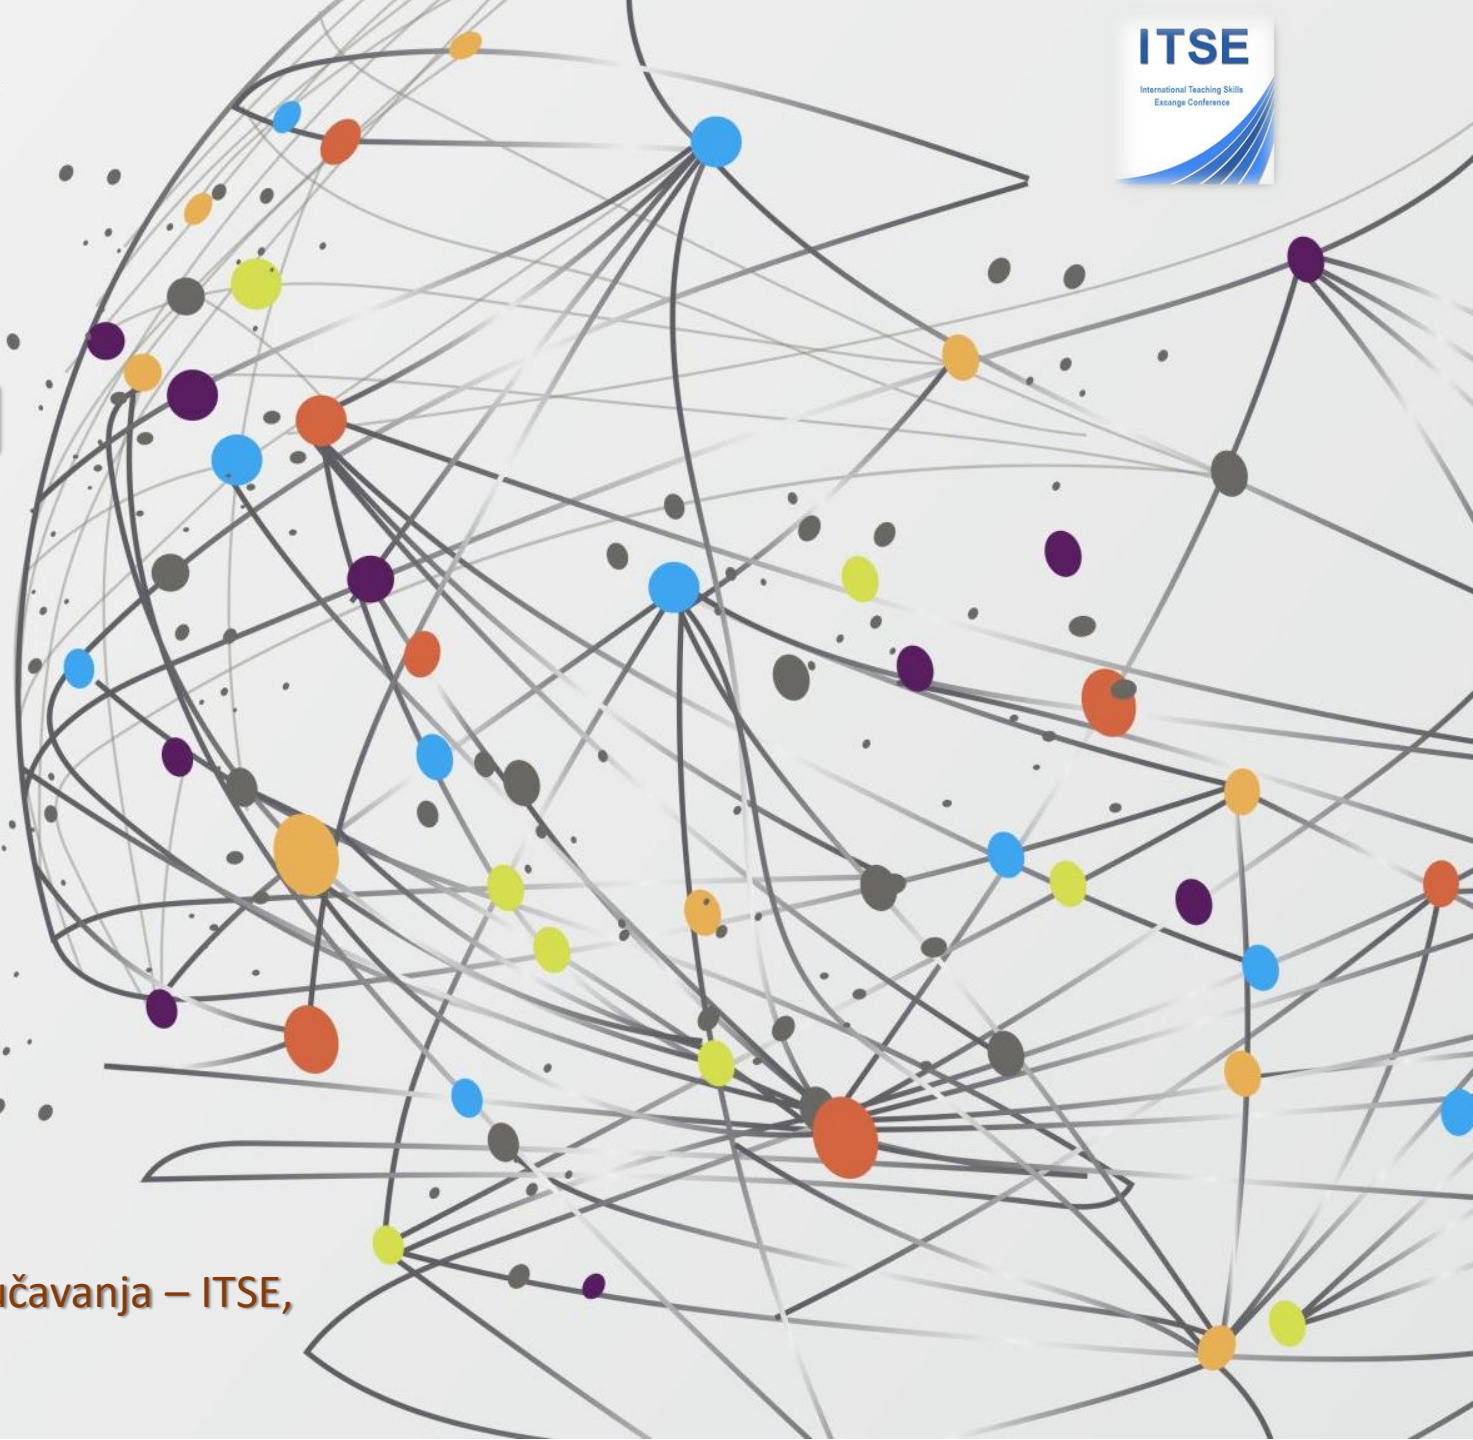 ITSE
International Teaching Skills
Excange Conference
učavanja – ITSE,